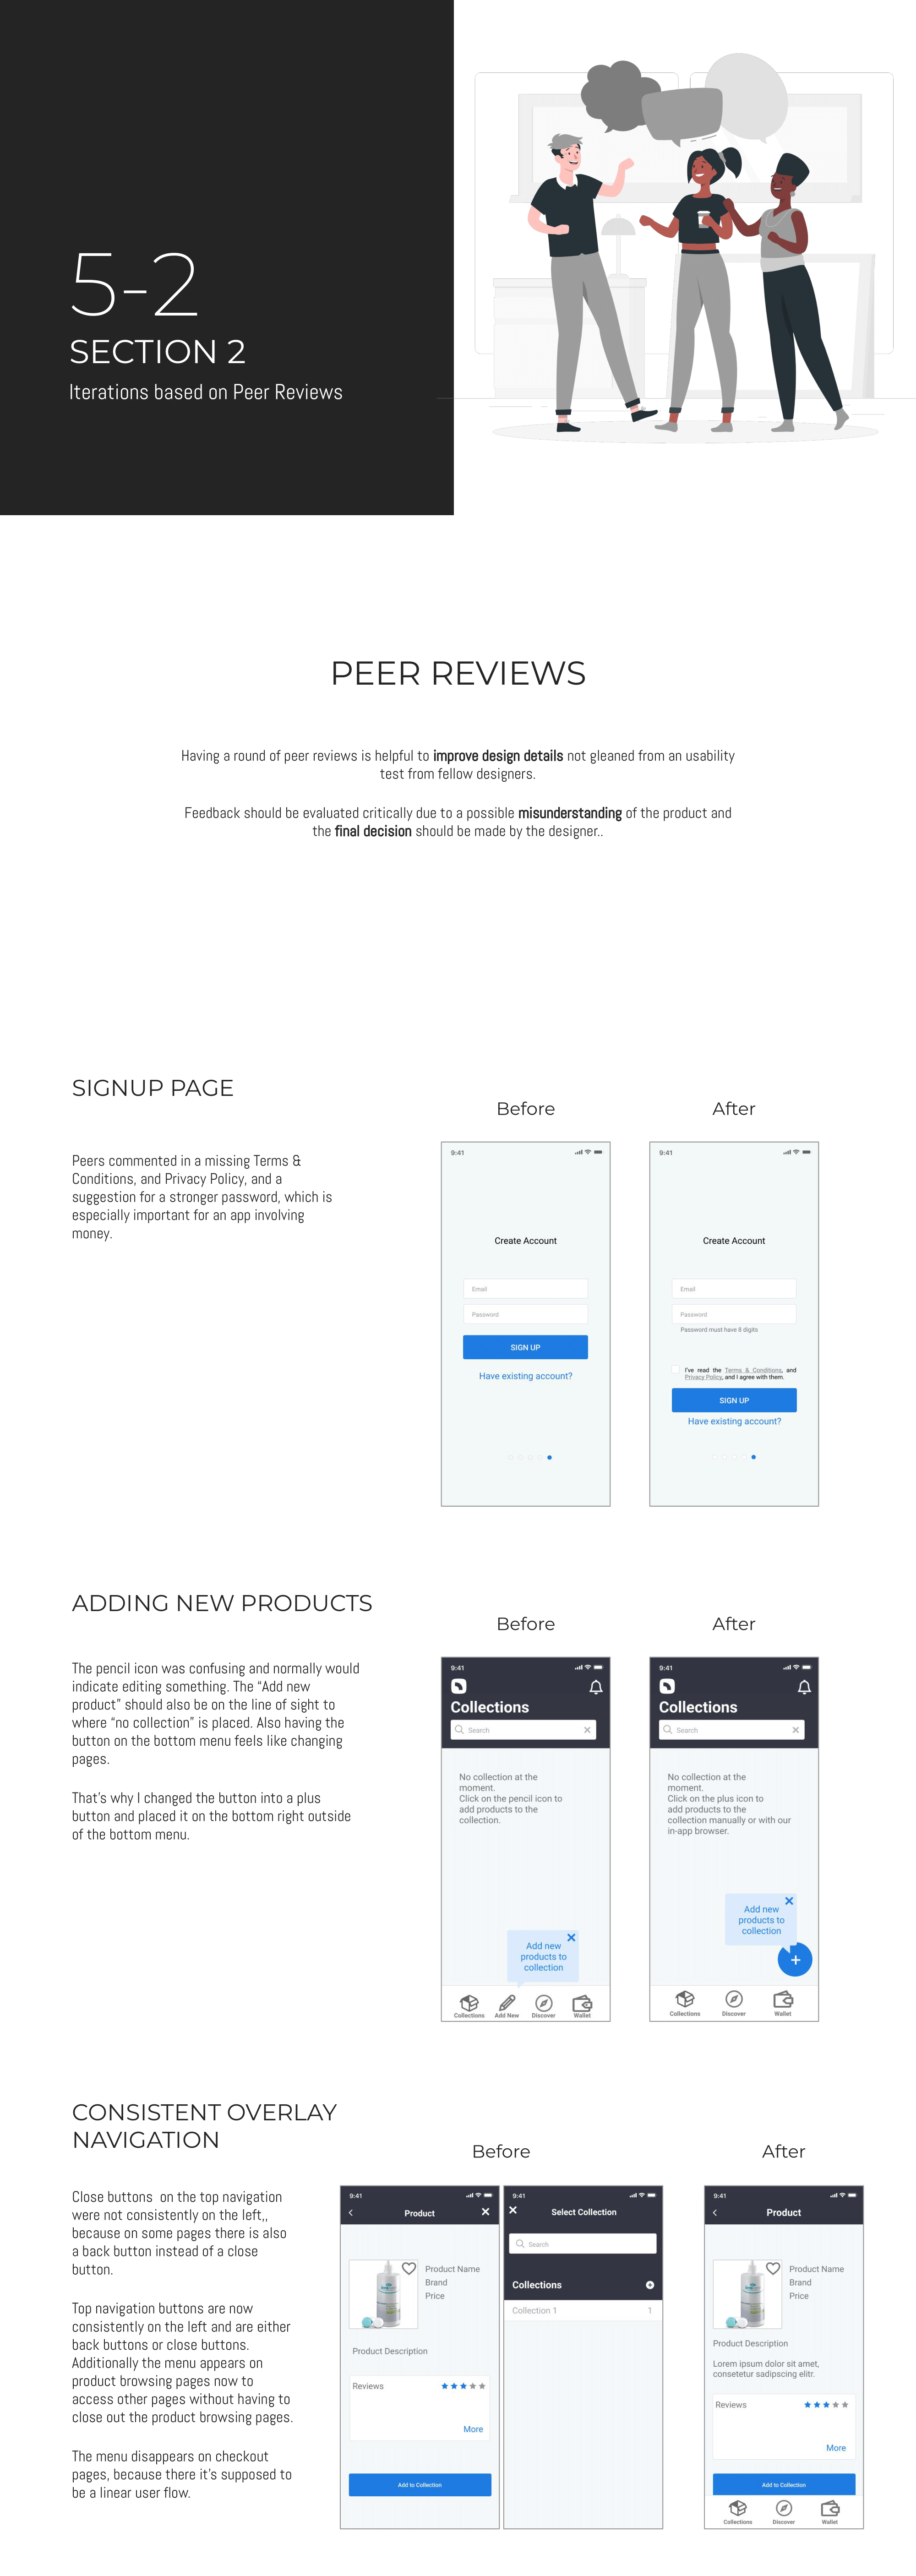 5-2
SECTION 2
Iterations based on Peer Reviews
PEER REVIEWS
Having a round of peer reviews is helpful to improve design details not gleaned from an usability
test from fellow designers.
Feedback should be evaluated critically due to a possible misunderstanding of the product and
the final decision should be made by the designer..
SIGNUP PAGE
Peers commented in a missing Terms &
Conditions, and Privacy Policy, and a
suggestion for a stronger password, which is
especially important for an app involving
money.
Before
9:41
Create Account
Email
Password
SIGN UP
Have existing account?
After
9:41
Create Account
Email
Password
Password must have 8 digits
I've read the Terms & Conditions, and
Privacy Policy, and I agree with them.
SIGN UP
Have existing account?
ADDING NEW PRODUCTS
The pencil icon was confusing and normally would
indicate editing something. The “Add new
product” should also be on the line of sight to
where “no collection” is placed. Also having the
button on the bottom menu feels like changing
pages.
That's why I changed the button into a plus
button and placed it on the bottom right outside
of the bottom menu.
Before
9:41
Collections
Search
No collection at the
moment.
Click on the pencil icon to
add products to the
collection.
Add new
products to
collection
Collections
Add New
Discover
Wallet
After
9:41
Collections
Search
No collection at the
moment.
Click on the plus icon to
add products to the
collection manually or with our
in-app browser.
Add new
products to
collection
Collections
Discover
Wallet
CONSISTENT OVERLAY
NAVIGATION
Close buttons on the top navigation
were not consistently on the left,,
because on some pages there is also
a back button instead of a close
button.
Top navigation buttons are now
consistently on the left and are either
back buttons or close buttons.
Additionally the menu appears on
product browsing pages now to
access other pages without having to
close out the product browsing pages.
The menu disappears on checkout
pages, because there it's supposed to
be a linear user flow.
Before
9:41
Product
Product Name
Brand
Price
Product Description
Reviews
More
Add to Collection
9:41
Select Collection
Search
Collections
Collection 1
1
After
9:41
Product
Product Name
Brand
Price
Product Description
Lorem ipsum dolor sit amet,
consetetur sadipscing elitr.
Reviews
More
Add to Collection
Collections
Discover
Wallet